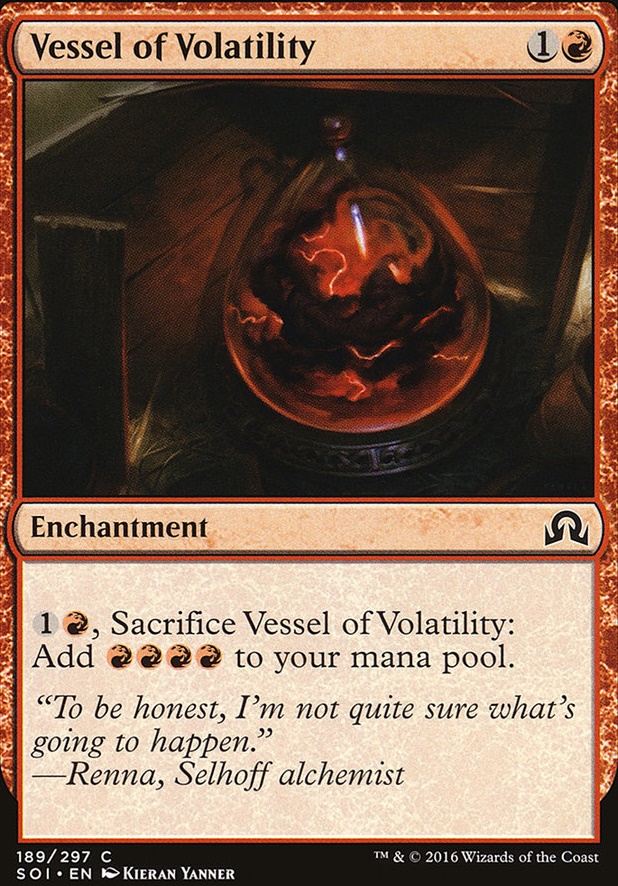 Vessel of Volatility 1
Enchantment
1, Sacrifice Vessel of Volatility:
Add to your mana pool.
“To be honest, I’m not quite sure what’s
going to happen.”
—Renna, Selhoff alchemist
189/297 C
™ & © 2016 Wizards of the Coast
SOI • EN Kieran Yanner